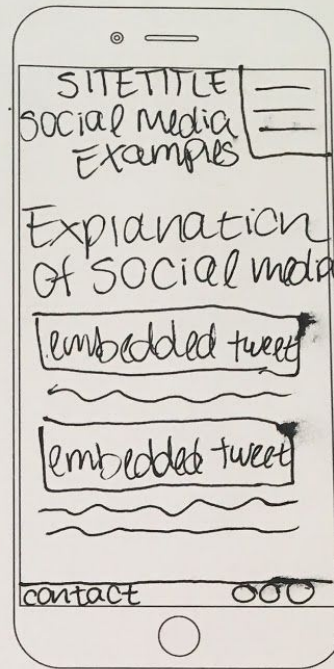 SITETITLE
social media
Examples
Explanation
of social media
embedded tweet
embedded tweet
contact